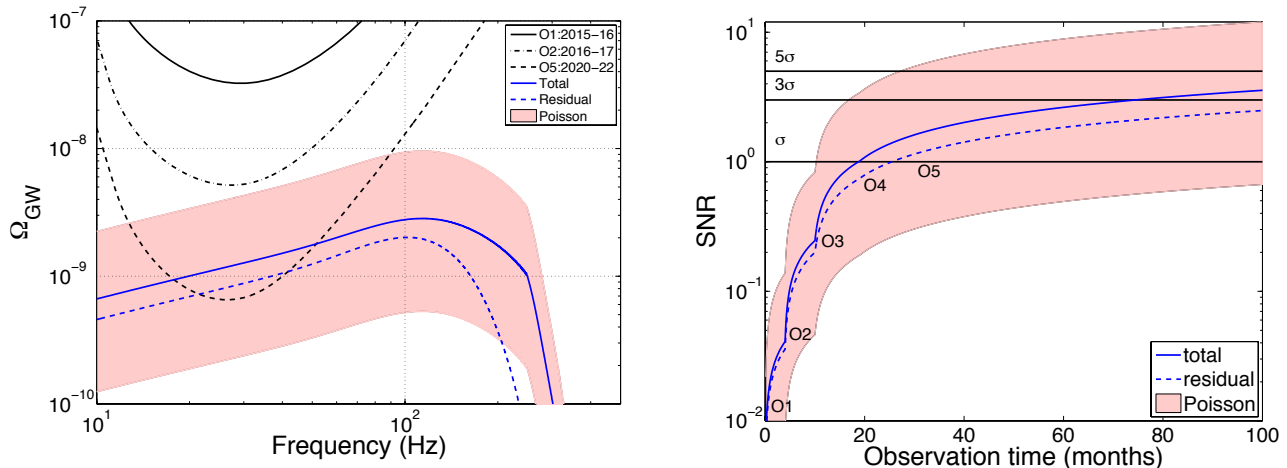 10^-7
10^-8
10^-9
10^-10
Ω_GW
10^1
10^2
Frequency (Hz)
O1:2015-16
O2:2016-17
O5:2020-22
Total
Residual
Poisson
10^1
10^0
10^-1
10^-2
SNR
5σ
3σ
σ
O1
O2
O3
O4
O5
total
residual
Poisson
0 20 40 60 80 100
Observation time (months)